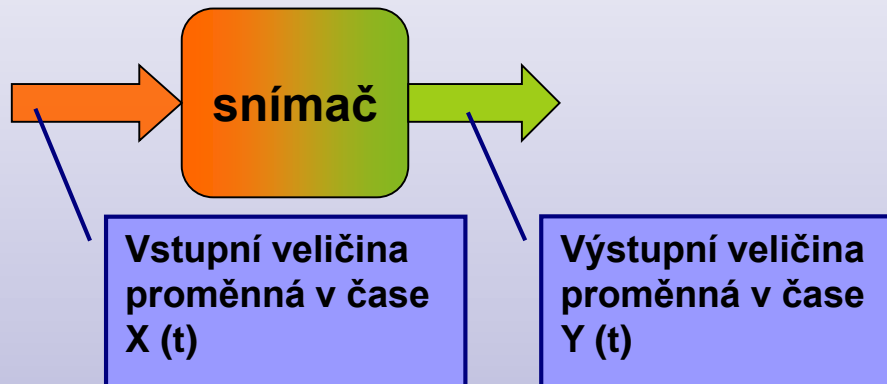 snímač
Vstupní veličina
proměnná v čase
X (t)
Výstupní veličina
proměnná v čase
Y (t)